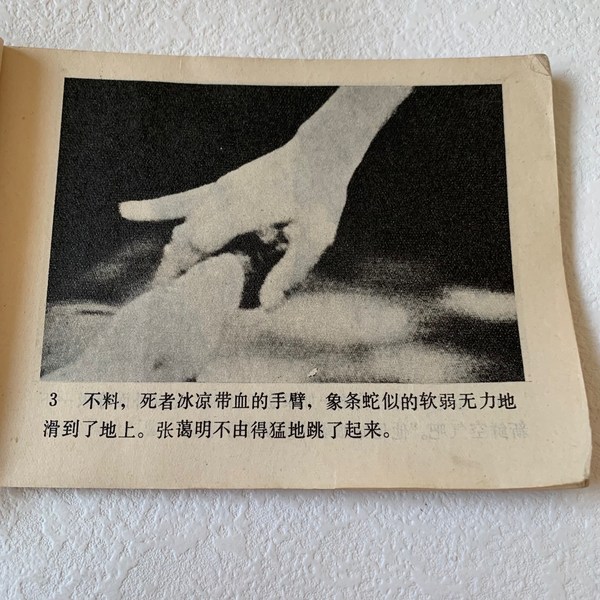 3 不料，死者冰凉带血的手臂，象条蛇似的软弱无力地
滑到了地上。张蔼明不由得猛地跳了起来。